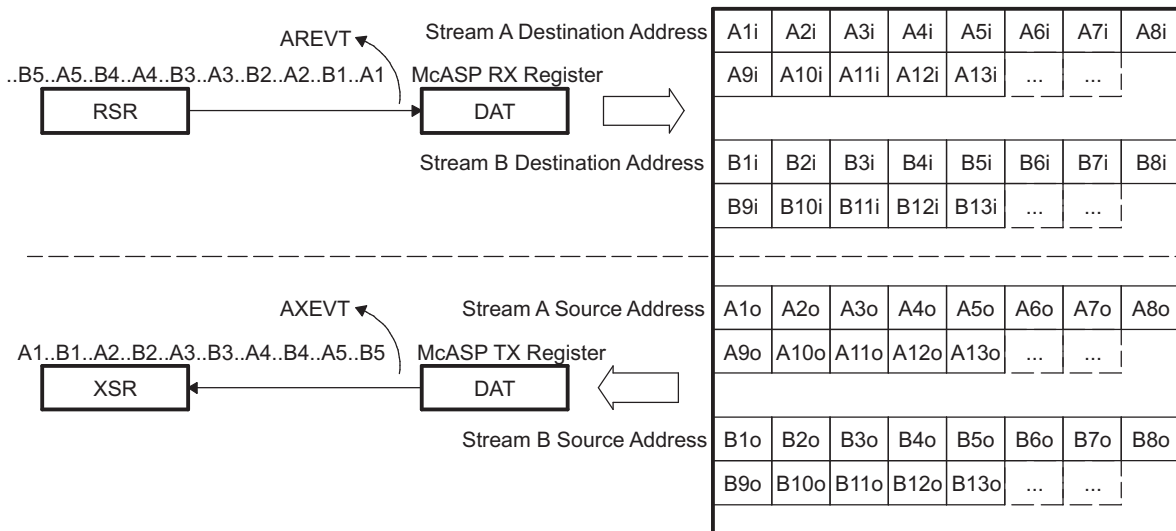 Stream A Destination Address A1i A2i A3i A4i A5i A6i A7i A8i
AREVT
..B5..A5..B4..A4..B3..A3..B2..A2..B1..A1 McASP RX Register A9i A10i A11i A12i A13i ... ...
RSR DAT
Stream B Destination Address B1i B2i B3i B4i B5i B6i B7i B8i
B9i B10i B11i B12i B13i ... ...
AXEVT Stream A Source Address A1o A2o A3o A4o A5o A6o A7o A8o
A1..B1..A2..B2..A3..B3..A4..B4..A5..B5 McASP TX Register A9o A10o A11o A12o A13o ... ...
XSR DAT
Stream B Source Address B1o B2o B3o B4o B5o B6o B7o B8o
B9o B10o B11o B12o B13o ... ...